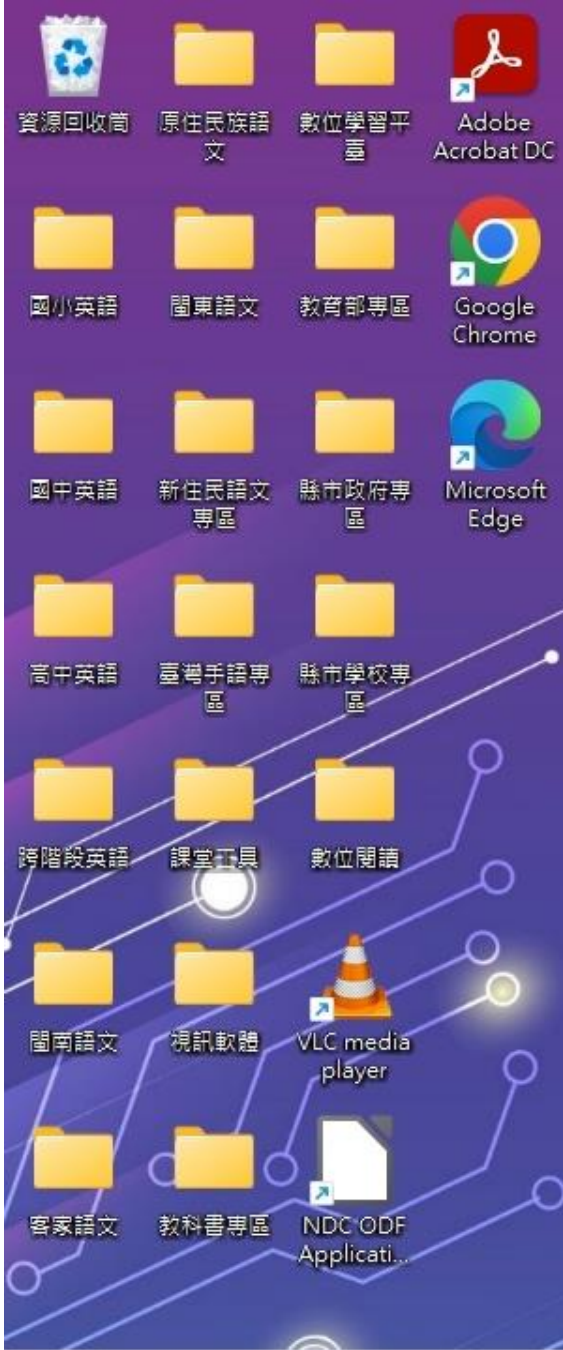 資源回收筒
原住民族語
文
數位學習平
臺
Adobe
Acrobat DC
國小英語
閩東語文
教育部專區
Google
Chrome
國中英語
新住民語文
專區
縣市政府專
區
Microsoft
Edge
高中英語
臺灣手語專
區
縣市學校專
區
跨階段英語
課堂工具
數位閱讀
閩南語文
視訊軟體
VLC media
player
客家語文
教科書專區
NDC ODF
Applicati...